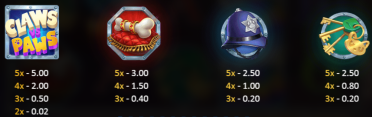 CLAWS
vs
PAWS
5x - 5.00
4x - 2.00
3x - 0.50
2x - 0.02
5x - 3.00
4x - 1.50
3x - 0.40
5x - 2.50
4x - 1.00
3x - 0.20
5x - 2.50
4x - 0.80
3x - 0.20